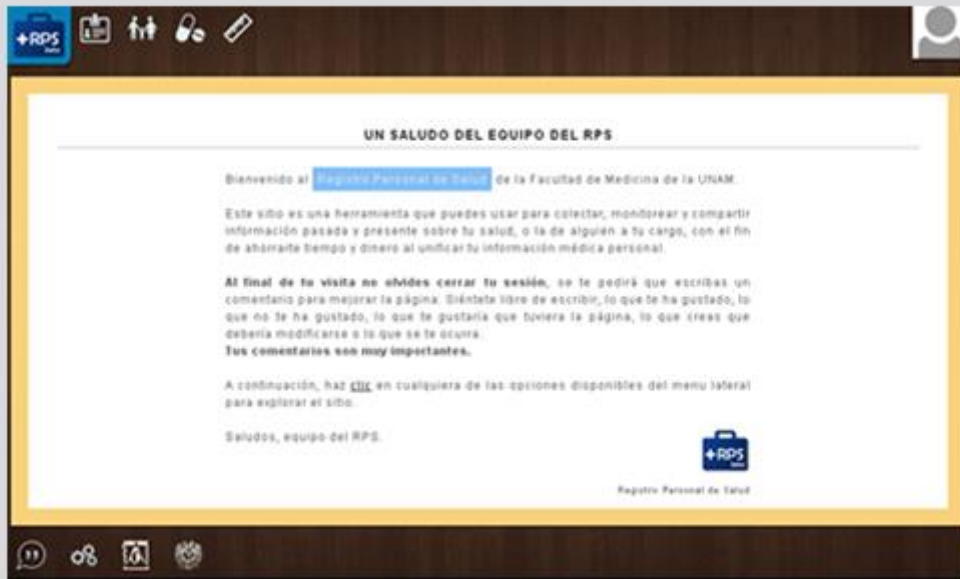 +RPS
UN SALUDO DEL EQUIPO DEL RPS
Bienvenido al Registro Personal de Salud de la Facultad de Medicina de la UNAM.
Este sitio es una herramienta que puedes usar para colectar, monitorear y compartir
información pasada y presente sobre tu salud, o la de alguien a tu cargo, con el fin
de ahorrarte tiempo y dinero al unificar tu información médica personal.
Al final de tu visita no olvides cerrar tu sesión, se te pedirá que escribas un
comentario para mejorar la página. Siéntete libre de escribir, lo que te ha gustado, lo
que no te ha gustado, lo que te gustaría que tuviera la página, lo que creas que
debería modificarse o lo que se te ocurra.
Tus comentarios son muy importantes.
A continuación, haz clic en cualquiera de las opciones disponibles del menu lateral
para explorar el sitio.
Saludos, equipo del RPS.
+RPS
Registro Personal de Salud